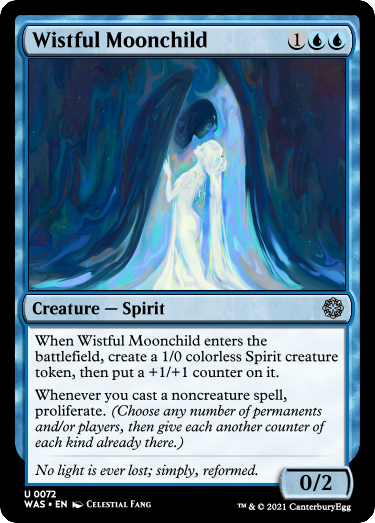 Wistful Moonchild 1
Creature — Spirit
When Wistful Moonchild enters the
battlefield, create a 1/0 colorless Spirit creature
token, then put a +1/+1 counter on it.
Whenever you cast a noncreature spell,
proliferate. (Choose any number of permanents
and/or players, then give each another counter of
each kind already there.)
No light is ever lost; simply, reformed.
0/2
U 0072
WAS • EN Celestial Fang
™ & © 2021 CanterburyEgg